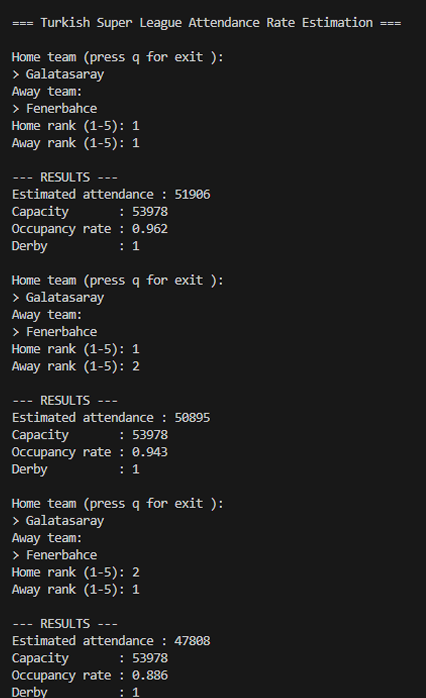 === Turkish Super League Attendance Rate Estimation ===
Home team (press q for exit ):
> Galatasaray
Away team:
> Fenerbahce
Home rank (1-5): 1
Away rank (1-5): 1
--- RESULTS ---
Estimated attendance : 51906
Capacity       : 53978
Occupancy rate : 0.962
Derby          : 1
Home team (press q for exit ):
> Galatasaray
Away team:
> Fenerbahce
Home rank (1-5): 1
Away rank (1-5): 2
--- RESULTS ---
Estimated attendance : 50895
Capacity       : 53978
Occupancy rate : 0.943
Derby          : 1
Home team (press q for exit ):
> Galatasaray
Away team:
> Fenerbahce
Home rank (1-5): 2
Away rank (1-5): 1
--- RESULTS ---
Estimated attendance : 47808
Capacity       : 53978
Occupancy rate : 0.886
Derby          : 1